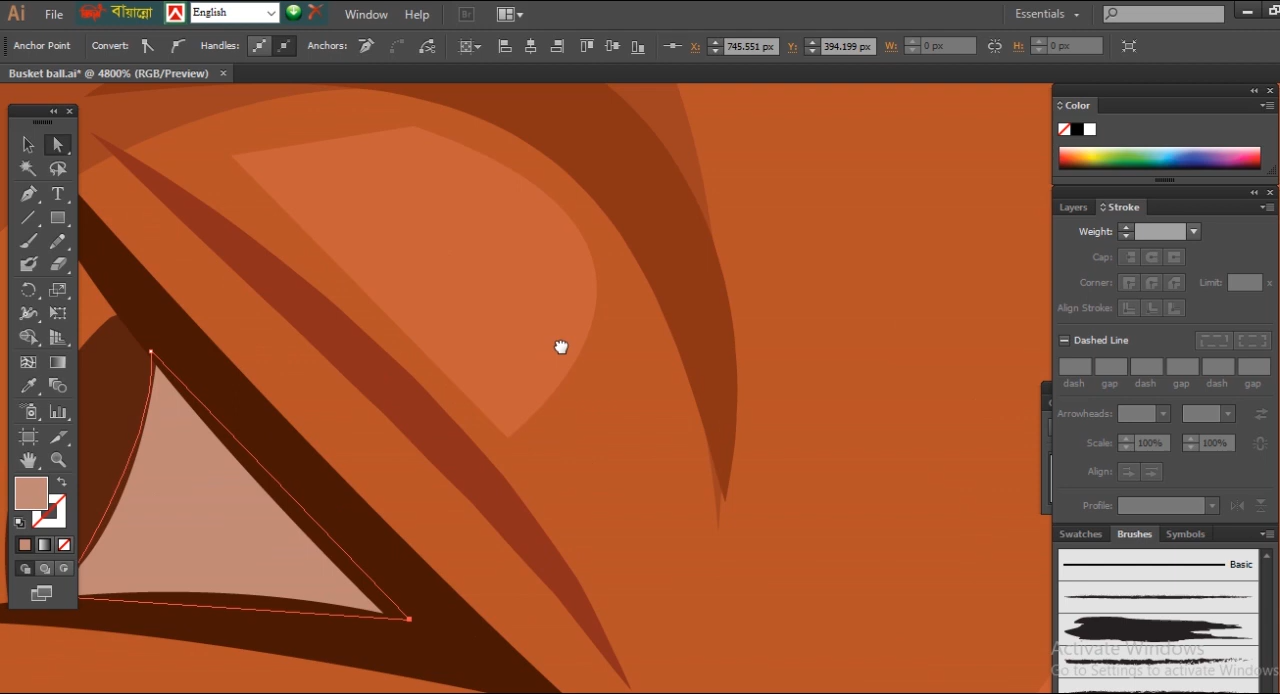 Ai File বায়ান্নো A English Window Help Br Essentials
Anchor Point Convert: Handles: Anchors: X: 745.551 px Y: 394.199 px W: 0 px H: 0 px
Busket ball.ai* @ 4800% (RGB/Preview) ×
Color
Layers Stroke
Weight:
Cap:
Corner: Limit: x
Align Stroke:
Dashed Line
dash gap dash gap dash gap
Arrowheads:
Scale: 100% 100%
Align:
Profile:
Swatches Brushes Symbols
Basic
Activate Windows
Go to Settings to activate Windows
T